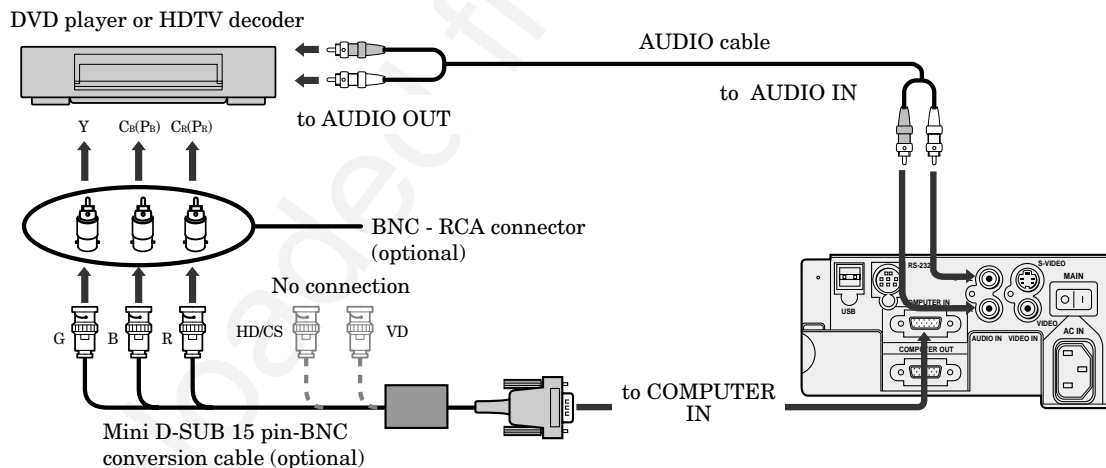 DVD player or HDTV decoder
AUDIO cable
to AUDIO IN
to AUDIO OUT
Y
CB(PB)
CR(PR)
BNC - RCA connector
(optional)
No connection
G
B
R
HD/CS
VD
Mini D-SUB 15 pin-BNC
conversion cable (optional)
to COMPUTER
IN
USB
RS-232
S-VIDEO
MAIN
COMPUTER IN
VIDEO
AC IN
AUDIO IN
VIDEO IN
COMPUTER OUT